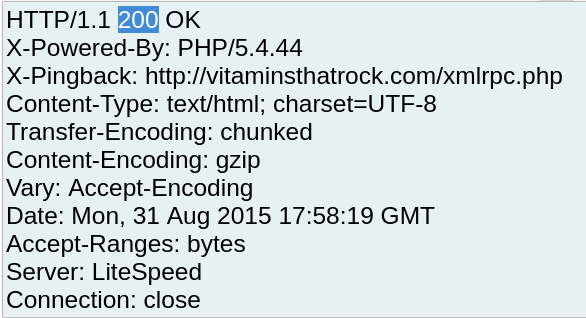 HTTP/1.1 200 OK
X-Powered-By: PHP/5.4.44
X-Pingback: http://vitaminsthatrock.com/xmlrpc.php
Content-Type: text/html; charset=UTF-8
Transfer-Encoding: chunked
Content-Encoding: gzip
Vary: Accept-Encoding
Date: Mon, 31 Aug 2015 17:58:19 GMT
Accept-Ranges: bytes
Server: LiteSpeed
Connection: close